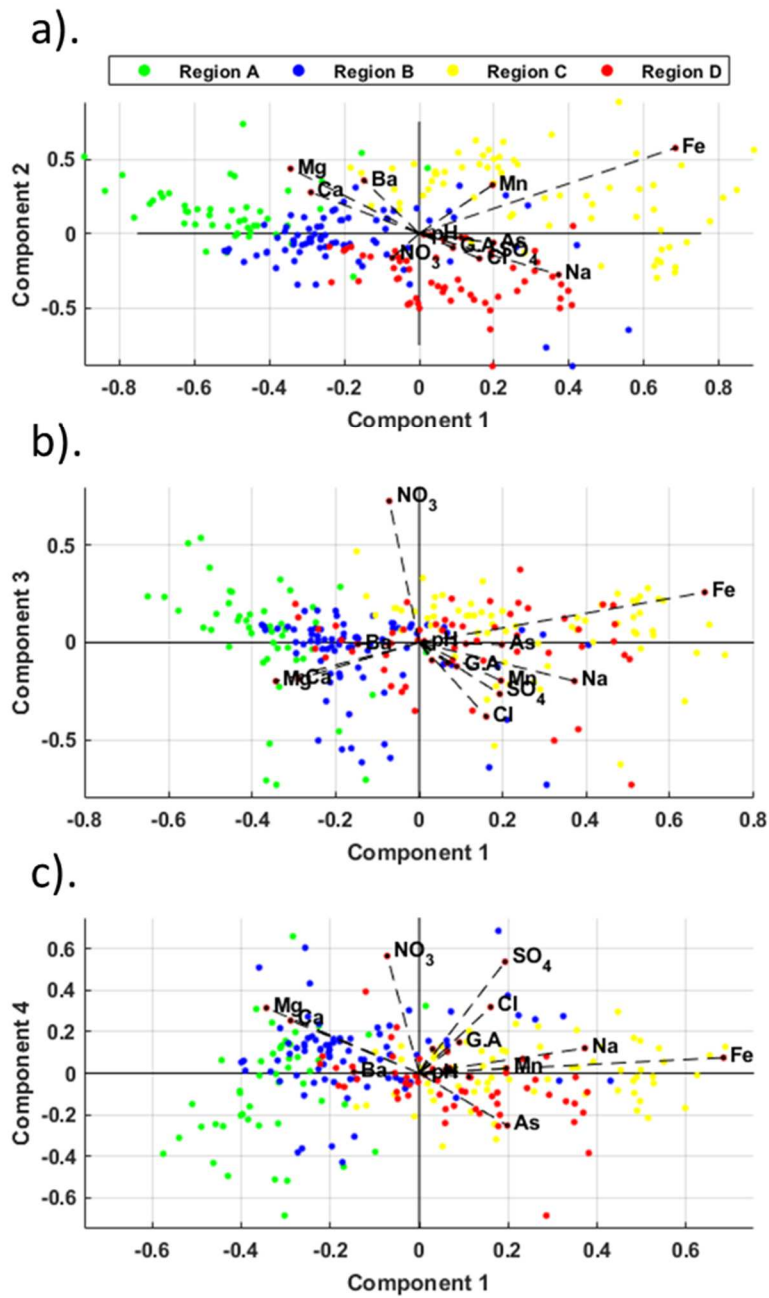 a).
Region A Region B Region C Region D
Component 2
0.5
0
-0.5
Mg
Ba
Ca
Mn
Fe
pH
As
G.A
SO4
NO3
Cl
Na
-0.8 -0.6 -0.4 -0.2 0 0.2 0.4 0.6 0.8
Component 1
b).
Component 3
0.5
0
-0.5
NO3
Fe
Ba
pH
As
G.A
Mg
Ca
Mn
Na
SO4
Cl
-0.8 -0.6 -0.4 -0.2 0 0.2 0.4 0.6 0.8
Component 1
c).
Component 4
0.6
0.4
0.2
0
-0.2
-0.4
-0.6
NO3
SO4
Mg
Ca
Cl
G.A
Na
Fe
Ba
pH
Mn
As
-0.6 -0.4 -0.2 0 0.2 0.4 0.6
Component 1